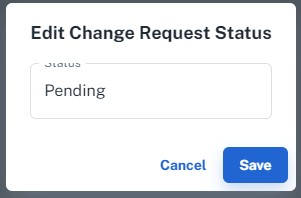 Edit Change Request Status
Status
Pending
Cancel Save